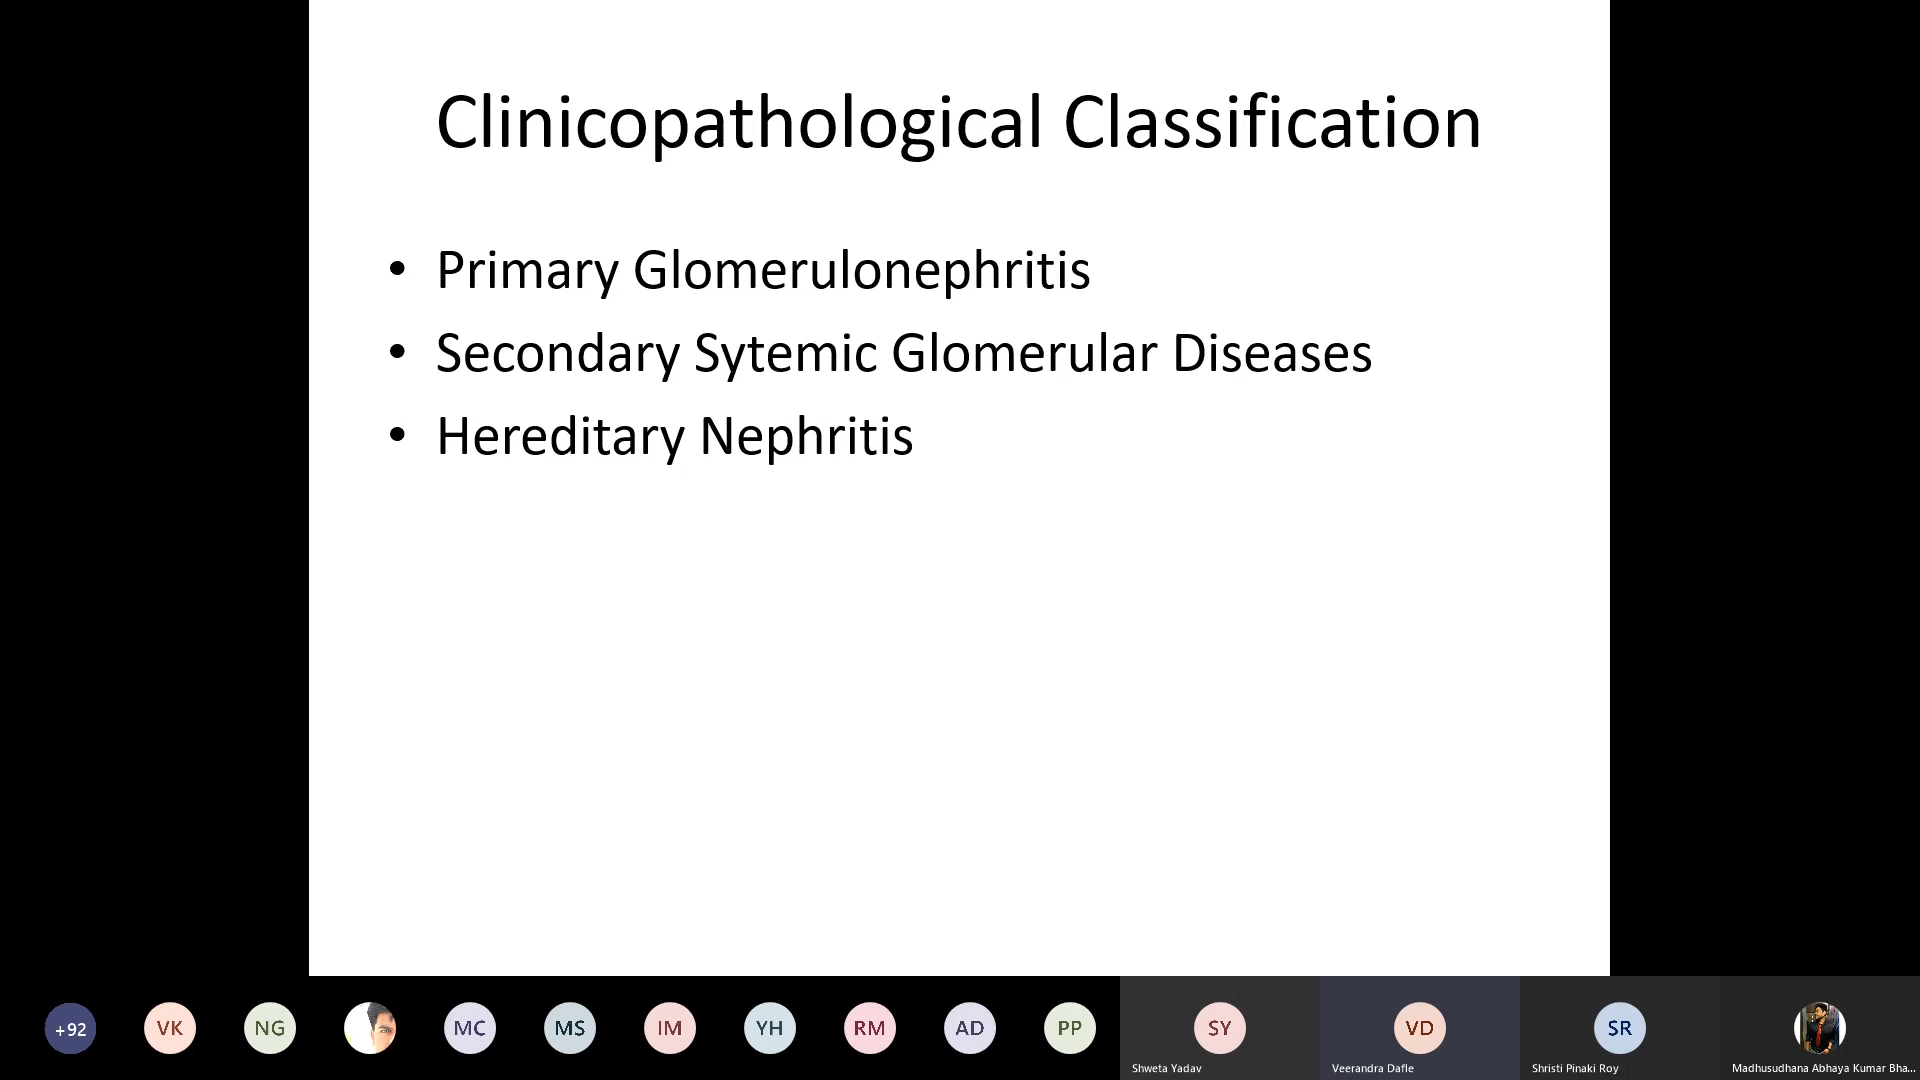 Clinicopathological Classification
• Primary Glomerulonephritis
• Secondary Sytemic Glomerular Diseases
• Hereditary Nephritis
+92 VK NG MC MS IM YH RM AD PP SY VD SR
Shweta Yadav Veerandra Dafle Shristi Pinaki Roy Madhusudhana Abhaya Kumar Bha...